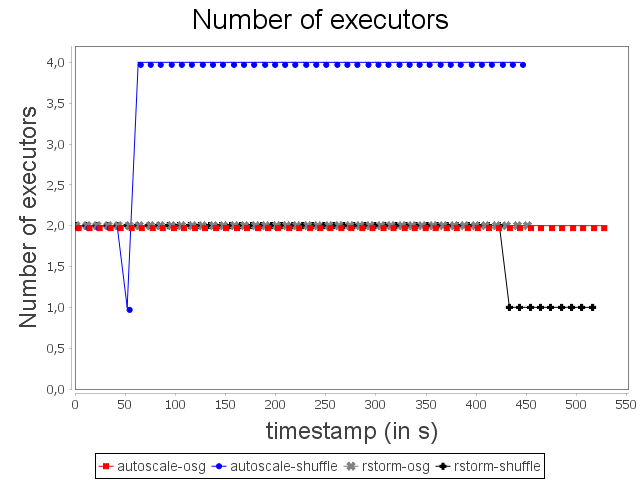 Number of executors
Number of executors
4,0
3,5
3,0
2,5
2,0
1,5
1,0
0,5
0,0
0 50 100 150 200 250 300 350 400 450 500 550
timestamp (in s)
autoscale-osg autoscale-shuffle rstorm-osg rstorm-shuffle